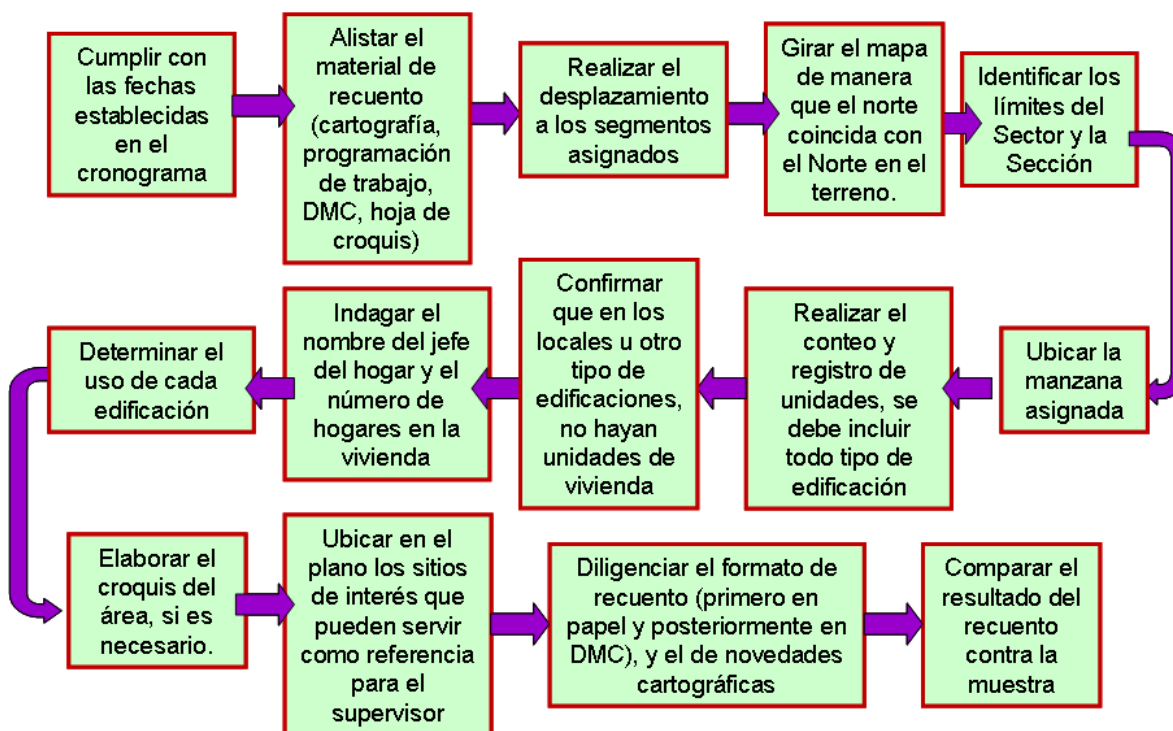 Cumplir con
las fechas
establecidas
en el
cronograma
Alistar el
material de
recuento
(cartografía,
programación
de trabajo,
DMC, hoja de
croquis)
Realizar el
desplazamiento
a los segmentos
asignados
Girar el mapa
de manera
que el norte
coincida con
el Norte en el
terreno.
Identificar los
límites del
Sector y la
Sección
Ubicar la
manzana
asignada
Realizar el
conteo y
registro de
unidades, se
debe incluir
todo tipo de
edificación
Confirmar
que en los
locales u otro
tipo de
edificaciones,
no hayan
unidades de
vivienda
Indagar el
nombre del jefe
del hogar y el
número de
hogares en la
vivienda
Determinar el
uso de cada
edificación
Elaborar el
croquis del
área, si es
necesario.
Ubicar en el
plano los sitios
de interés que
pueden servir
como referencia
para el
supervisor
Diligenciar el formato de
recuento (primero en
papel y posteriormente en
DMC), y el de novedades
cartográficas
Comparar el
resultado del
recuento
contra la
muestra